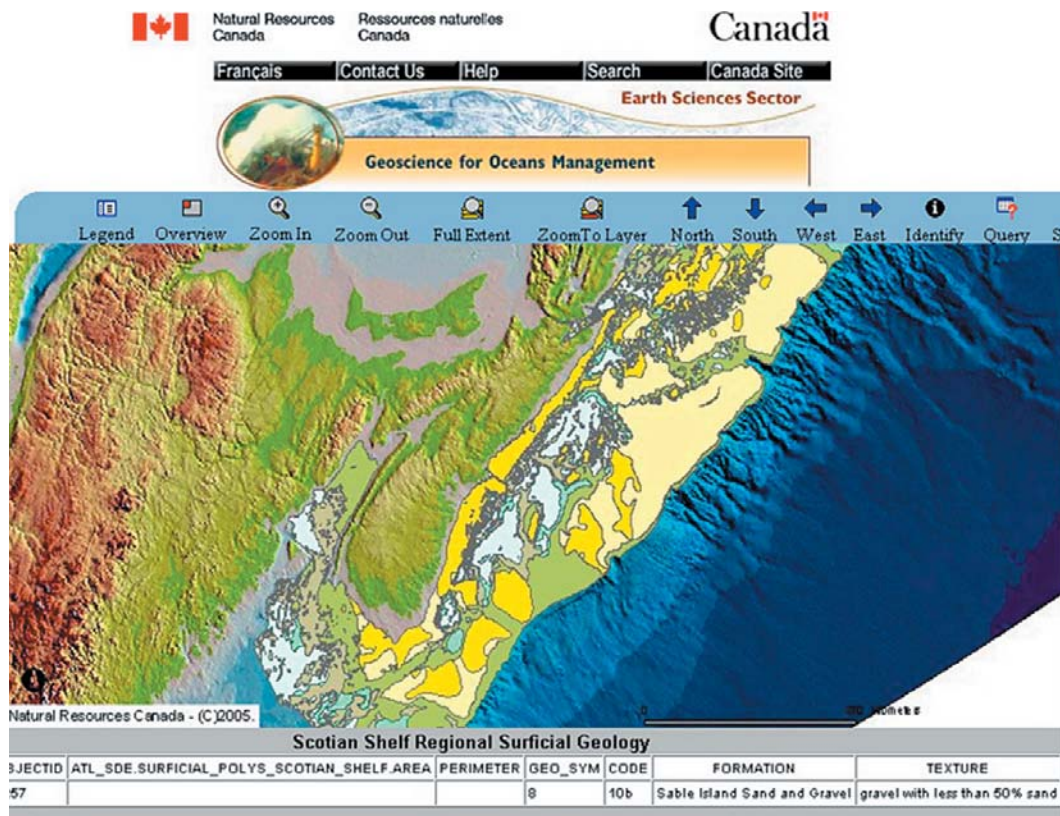 Natural Resources Canada
Ressources naturelles Canada
Canada
Français Contact Us Help Search Canada Site
Earth Sciences Sector
Geoscience for Oceans Management
Legend Overview Zoom In Zoom Out Full Extent ZoomTo Layer North South West East Identify Query S
Natural Resources Canada - (C)2005.
0
Scotian Shelf Regional Surficial Geology
BJECTID ATL_SDE.SURFICIAL_POLYS_SCOTIAN_SHELF.AREA PERIMETER GEO_SYM CODE FORMATION TEXTURE
57 8 10b Sable Island Sand and Gravel gravel with less than 50% sand